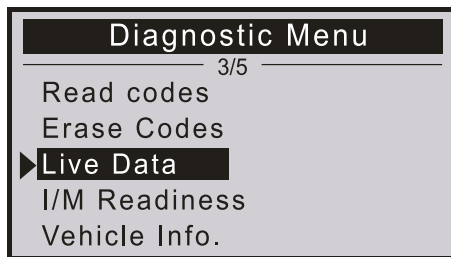 Diagnostic Menu
3/5
Read codes
Erase Codes
Live Data
I/M Readiness
Vehicle Info.